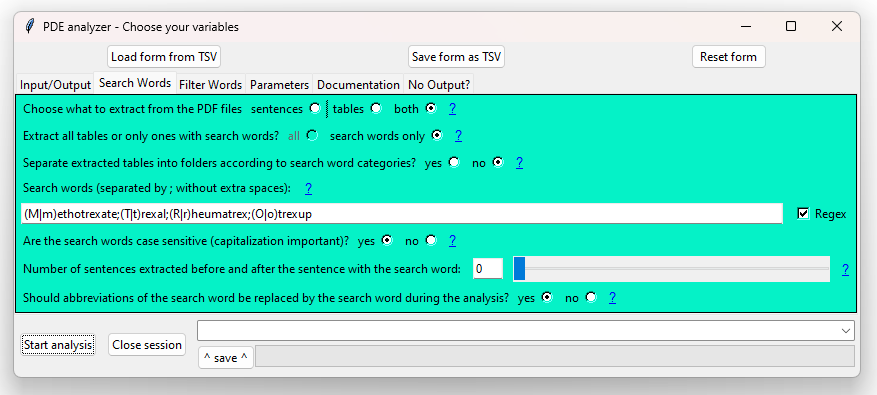 PDE analyzer - Choose your variables
Load form from TSV Save form as TSV Reset form
Input/Output Search Words Filter Words Parameters Documentation No Output?
Choose what to extract from the PDF files sentences tables both ?
Extract all tables or only ones with search words? all search words only ?
Separate extracted tables into folders according to search word categories? yes no ?
Search words (separated by ; without extra spaces): ?
(M|m)ethotrexate;(T|t)rexal;(R|r)heumatrex;(O|o)trexup Regex
Are the search words case sensitive (capitalization important)? yes no ?
Number of sentences extracted before and after the sentence with the search word: 0 ?
Should abbreviations of the search word be replaced by the search word during the analysis? yes no ?
Start analysis Close session
^ save ^